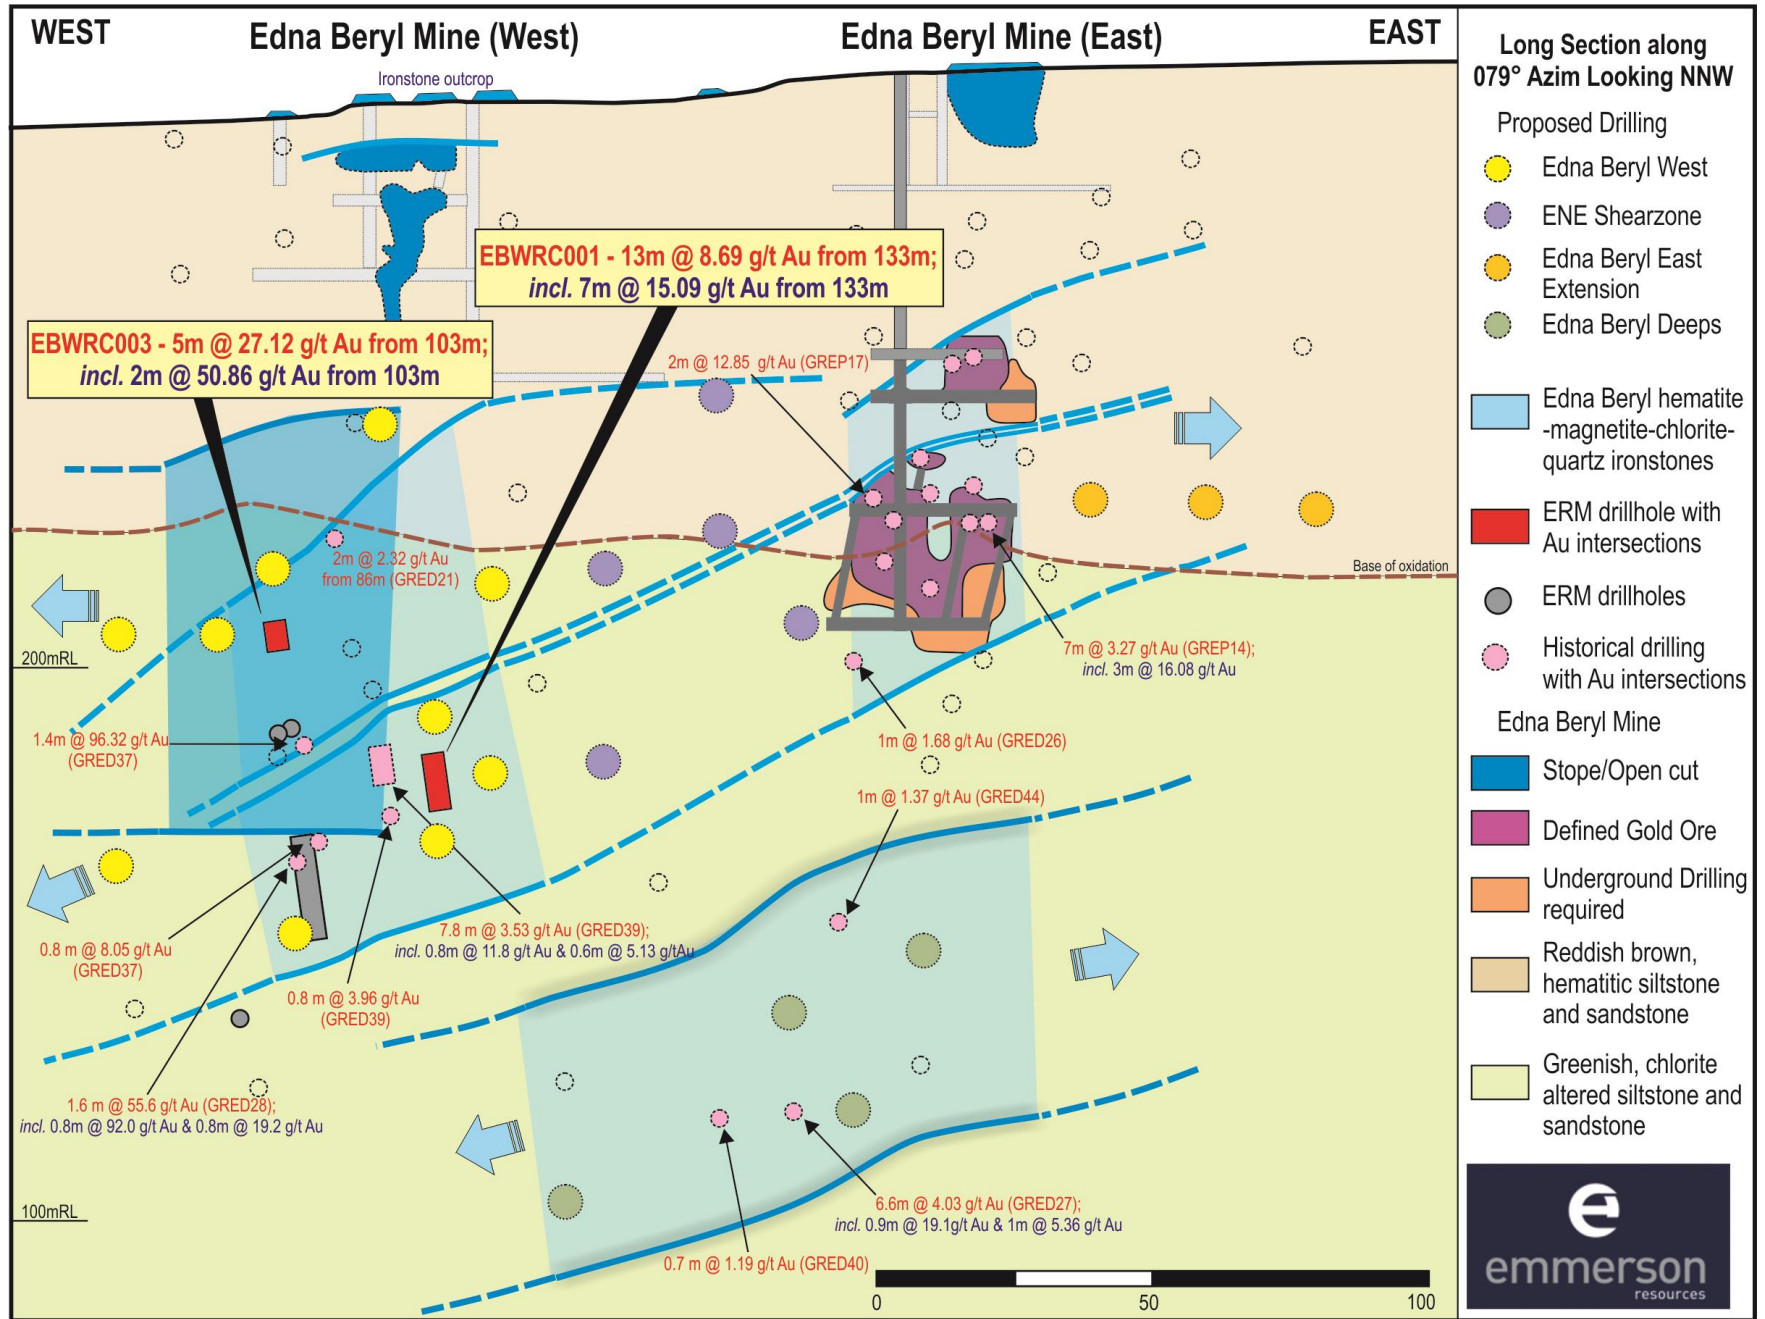 WEST
Edna Beryl Mine (West)
Edna Beryl Mine (East)
EAST
Ironstone outcrop
EBWRC001 - 13m @ 8.69 g/t Au from 133m;
incl. 7m @ 15.09 g/t Au from 133m
EBWRC003 - 5m @ 27.12 g/t Au from 103m;
incl. 2m @ 50.86 g/t Au from 103m
2m @ 12.85 g/t Au (GREP17)
2m @ 2.32 g/t Au
from 86m (GRED21)
Base of oxidation
200mRL
7m @ 3.27 g/t Au (GREP14);
incl. 3m @ 16.08 g/t Au
1.4m @ 96.32 g/t Au
(GRED37)
1m @ 1.68 g/t Au (GRED26)
1m @ 1.37 g/t Au (GRED44)
0.8 m @ 8.05 g/t Au
(GRED37)
7.8 m @ 3.53 g/t Au (GRED39);
incl. 0.8m @ 11.8 g/t Au & 0.6m @ 5.13 g/tAu
0.8 m @ 3.96 g/t Au
(GRED39)
1.6 m @ 55.6 g/t Au (GRED28);
incl. 0.8m @ 92.0 g/t Au & 0.8m @ 19.2 g/t Au
100mRL
6.6m @ 4.03 g/t Au (GRED27);
incl. 0.9m @ 19.1g/t Au & 1m @ 5.36 g/t Au
0.7 m @ 1.19 g/t Au (GRED40)
0
50
100
Long Section along
079° Azim Looking NNW
Proposed Drilling
Edna Beryl West
ENE Shearzone
Edna Beryl East
Extension
Edna Beryl Deeps
Edna Beryl hematite
-magnetite-chlorite-
quartz ironstones
ERM drillhole with
Au intersections
ERM drillholes
Historical drilling
with Au intersections
Edna Beryl Mine
Stope/Open cut
Defined Gold Ore
Underground Drilling
required
Reddish brown,
hematitic siltstone
and sandstone
Greenish, chlorite
altered siltstone and
sandstone
e
emmerson
resources